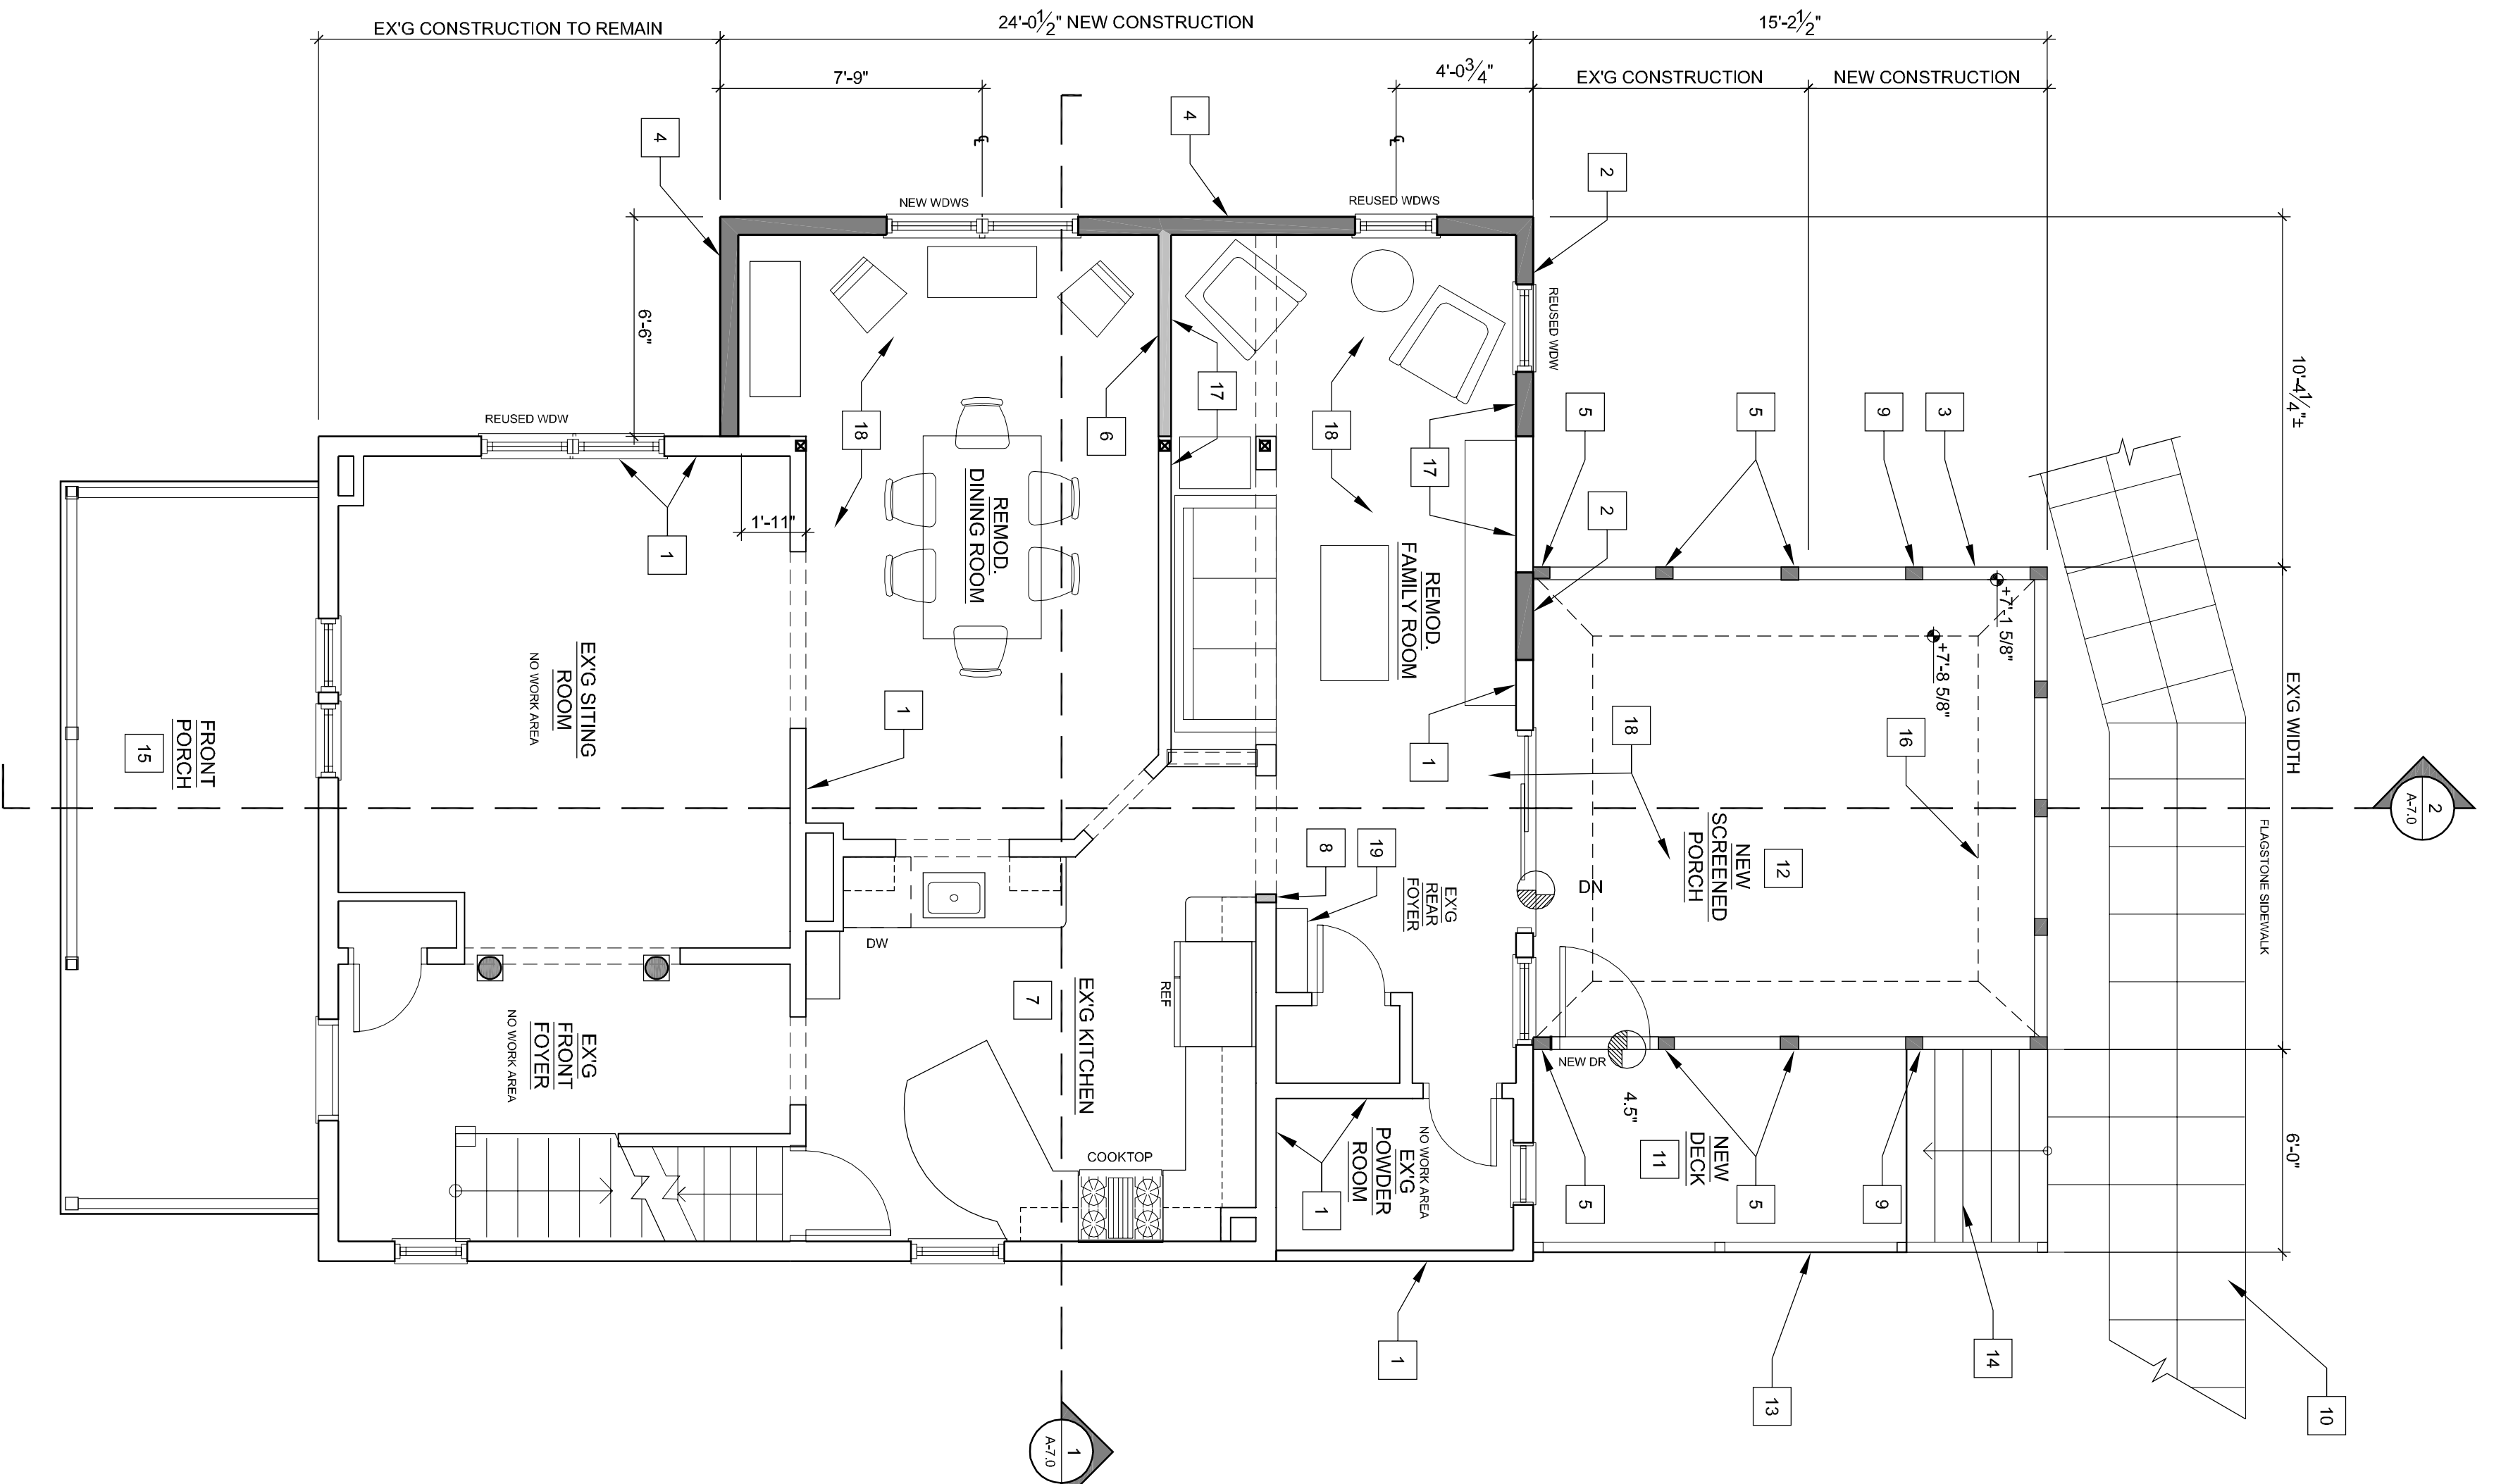 EX'G CONSTRUCTION TO REMAIN
24'-0½" NEW CONSTRUCTION
15'-2½"
7'-9"
4'-0¾"
EX'G CONSTRUCTION
NEW CONSTRUCTION
4
4
2
NEW WDWS
REUSED WDWS
REUSED WDW
6'-6"
10'-4¼"±
REUSED WDW
18
6
17
18
17
5
5
9
3
2
1'-11"
1
REMOD.
DINING ROOM
REMOD.
FAMILY ROOM
+7'-1 5/8"
+7'-8 5/8"
EX'G WIDTH
EX'G SITING
ROOM
NO WORK AREA
1
1
18
16
FRONT
PORCH
15
2
A-7.0
8
19
EX'G
REAR
FOYER
DN
NEW
SCREENED
PORCH
12
FLAGSTONE SIDEWALK
DW
REF
EX'G KITCHEN
7
EX'G
FRONT
FOYER
NO WORK AREA
NEW DR
4.5"
COOKTOP
NO WORK AREA
EX'G
POWDER
ROOM
1
NEW
DECK
11
6'-0"
5
5
9
1
14
13
10
1
A-7.0